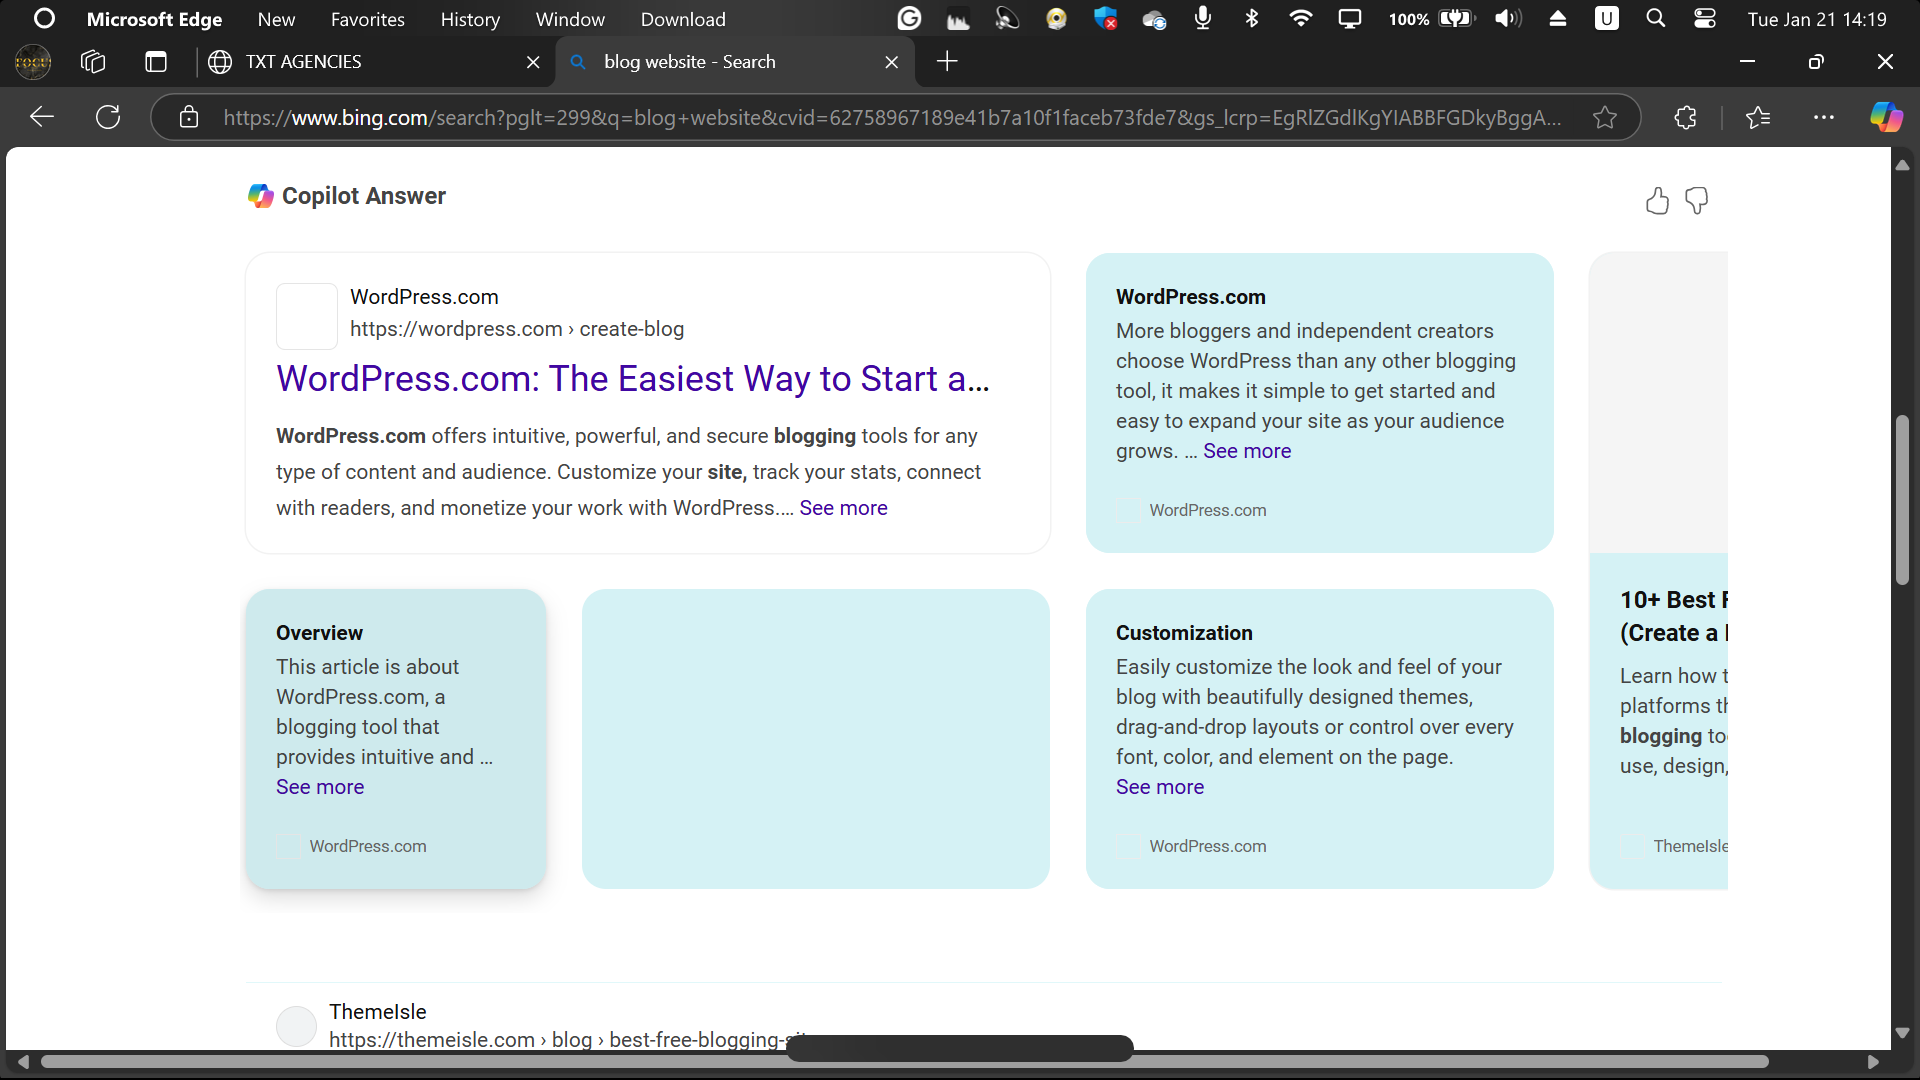 Microsoft Edge New Favorites History Window Download
100% U Tue Jan 21 14:19
TXT AGENCIES
blog website - Search
https://www.bing.com/search?pglt=299&q=blog+website&cvid=62758967189e41b7a10f1faceb73fde7&gs_lcrp=EgRlZGdlKgYIABBFGDkyBggA...
Copilot Answer
WordPress.com
https://wordpress.com › create-blog
WordPress.com: The Easiest Way to Start a...
WordPress.com offers intuitive, powerful, and secure blogging tools for any
type of content and audience. Customize your site, track your stats, connect
with readers, and monetize your work with WordPress.... See more
WordPress.com
More bloggers and independent creators
choose WordPress than any other blogging
tool, it makes it simple to get started and
easy to expand your site as your audience
grows. ... See more
WordPress.com
Overview
This article is about
WordPress.com, a
blogging tool that
provides intuitive and ...
See more
WordPress.com
Customization
Easily customize the look and feel of your
blog with beautifully designed themes,
drag-and-drop layouts or control over every
font, color, and element on the page.
See more
WordPress.com
10+ Best
(Create a
Learn how
platforms
blogging
use, design,
ThemeIsle
ThemeIsle
https://themeisle.com › blog › best-free-blogging-